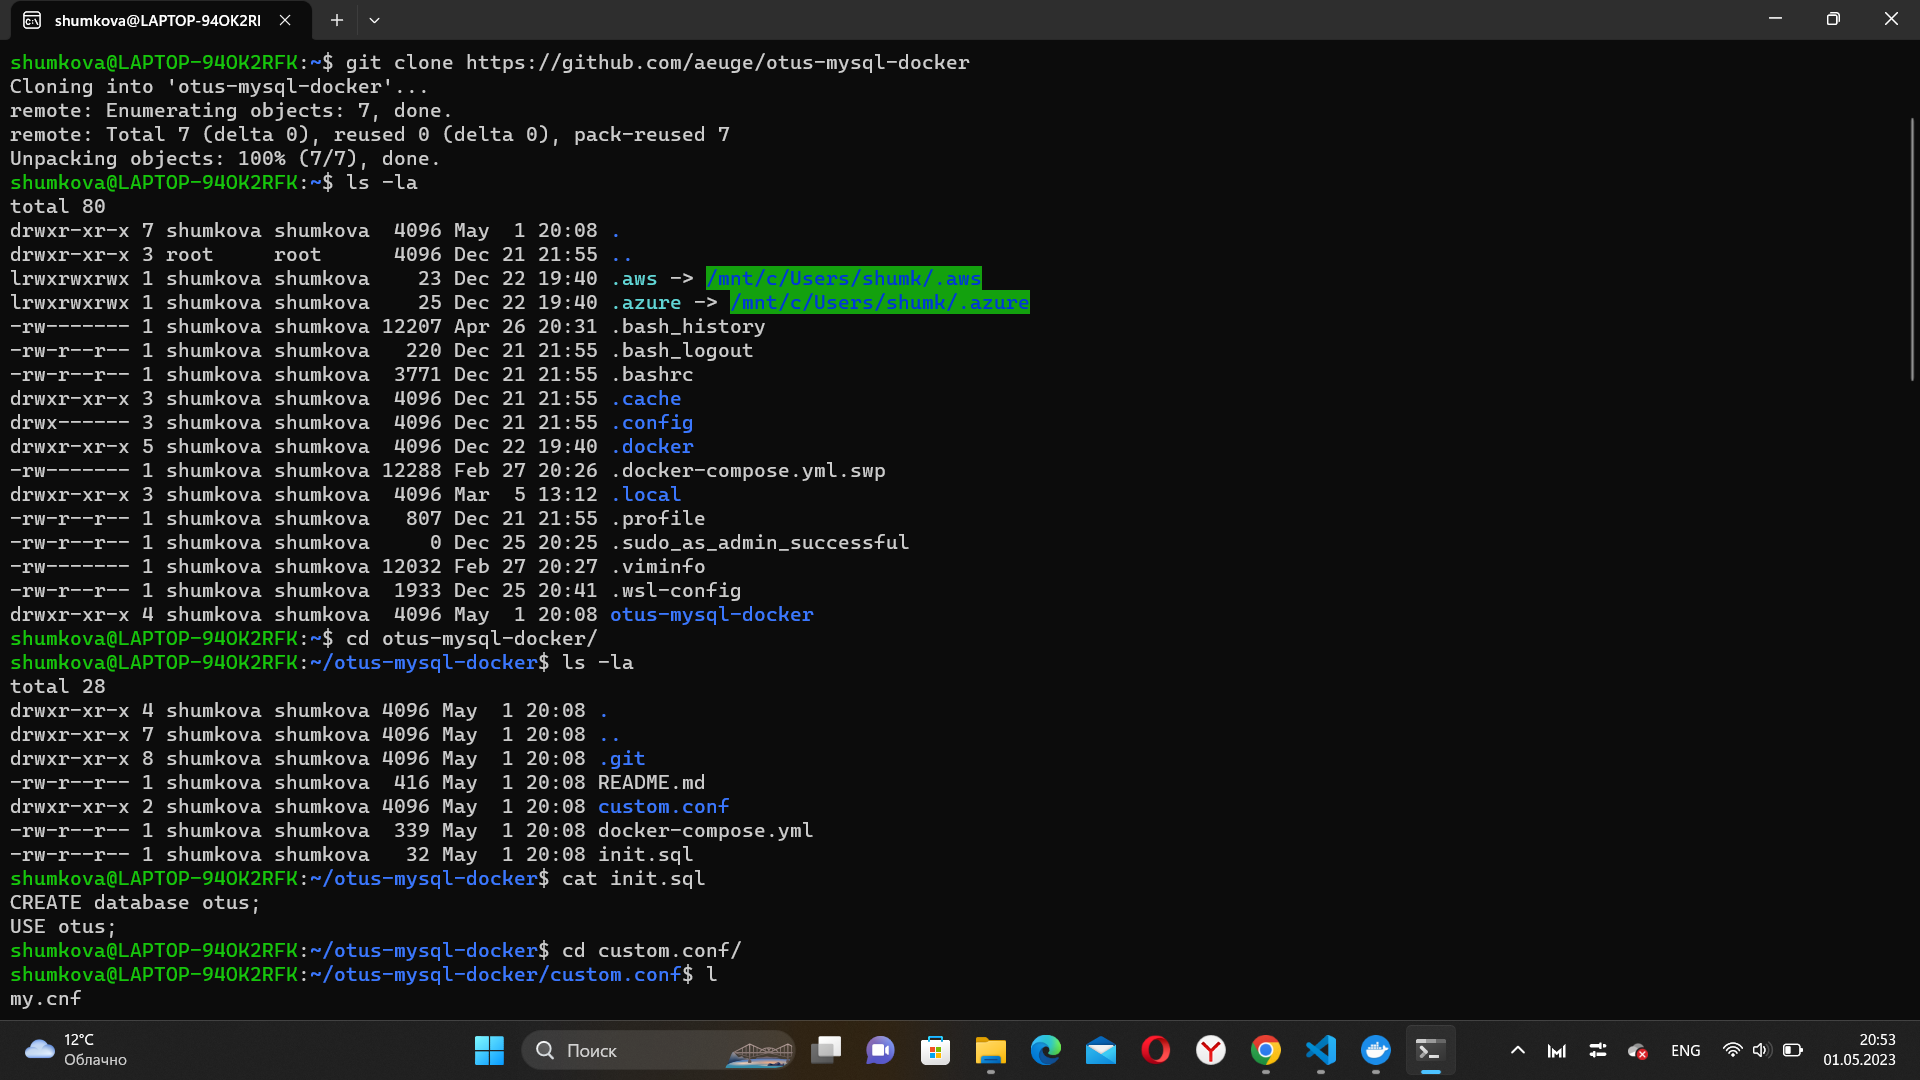 shumkova@LAPTOP-94OK2RI
shumkova@LAPTOP-94OK2RFK:~$ git clone https://github.com/aeuge/otus-mysql-docker
Cloning into 'otus-mysql-docker'...
remote: Enumerating objects: 7, done.
remote: Total 7 (delta 0), reused 0 (delta 0), pack-reused 7
Unpacking objects: 100% (7/7), done.
shumkova@LAPTOP-94OK2RFK:~$ ls -la
total 80
drwxr-xr-x 7 shumkova shumkova  4096 May  1 20:08 .
drwxr-xr-x 3 root     root      4096 Dec 21 21:55 ..
lrwxrwxrwx 1 shumkova shumkova    23 Dec 22 19:40 .aws -> /mnt/c/Users/shumk/.aws
lrwxrwxrwx 1 shumkova shumkova    25 Dec 22 19:40 .azure -> /mnt/c/Users/shumk/.azure
-rw------- 1 shumkova shumkova 12207 Apr 26 20:31 .bash_history
-rw-r--r-- 1 shumkova shumkova   220 Dec 21 21:55 .bash_logout
-rw-r--r-- 1 shumkova shumkova  3771 Dec 21 21:55 .bashrc
drwxr-xr-x 3 shumkova shumkova  4096 Dec 21 21:55 .cache
drwx------ 3 shumkova shumkova  4096 Dec 21 21:55 .config
drwxr-xr-x 5 shumkova shumkova  4096 Dec 22 19:40 .docker
-rw------- 1 shumkova shumkova 12288 Feb 27 20:26 .docker-compose.yml.swp
drwxr-xr-x 3 shumkova shumkova  4096 Mar  5 13:12 .local
-rw-r--r-- 1 shumkova shumkova   807 Dec 21 21:55 .profile
-rw-r--r-- 1 shumkova shumkova     0 Dec 25 20:25 .sudo_as_admin_successful
-rw------- 1 shumkova shumkova 12032 Feb 27 20:27 .viminfo
-rw-r--r-- 1 shumkova shumkova  1933 Dec 25 20:41 .wsl-config
drwxr-xr-x 4 shumkova shumkova  4096 May  1 20:08 otus-mysql-docker
shumkova@LAPTOP-94OK2RFK:~$ cd otus-mysql-docker/
shumkova@LAPTOP-94OK2RFK:~/otus-mysql-docker$ ls -la
total 28
drwxr-xr-x 4 shumkova shumkova 4096 May  1 20:08 .
drwxr-xr-x 7 shumkova shumkova 4096 May  1 20:08 ..
drwxr-xr-x 8 shumkova shumkova 4096 May  1 20:08 .git
-rw-r--r-- 1 shumkova shumkova  416 May  1 20:08 README.md
drwxr-xr-x 2 shumkova shumkova 4096 May  1 20:08 custom.conf
-rw-r--r-- 1 shumkova shumkova  339 May  1 20:08 docker-compose.yml
-rw-r--r-- 1 shumkova shumkova   32 May  1 20:08 init.sql
shumkova@LAPTOP-94OK2RFK:~/otus-mysql-docker$ cat init.sql
CREATE database otus;
USE otus;
shumkova@LAPTOP-94OK2RFK:~/otus-mysql-docker$ cd custom.conf/
shumkova@LAPTOP-94OK2RFK:~/otus-mysql-docker/custom.conf$ l
my.cnf
12°C
Облачно
Поиск
ENG
20:53
01.05.2023